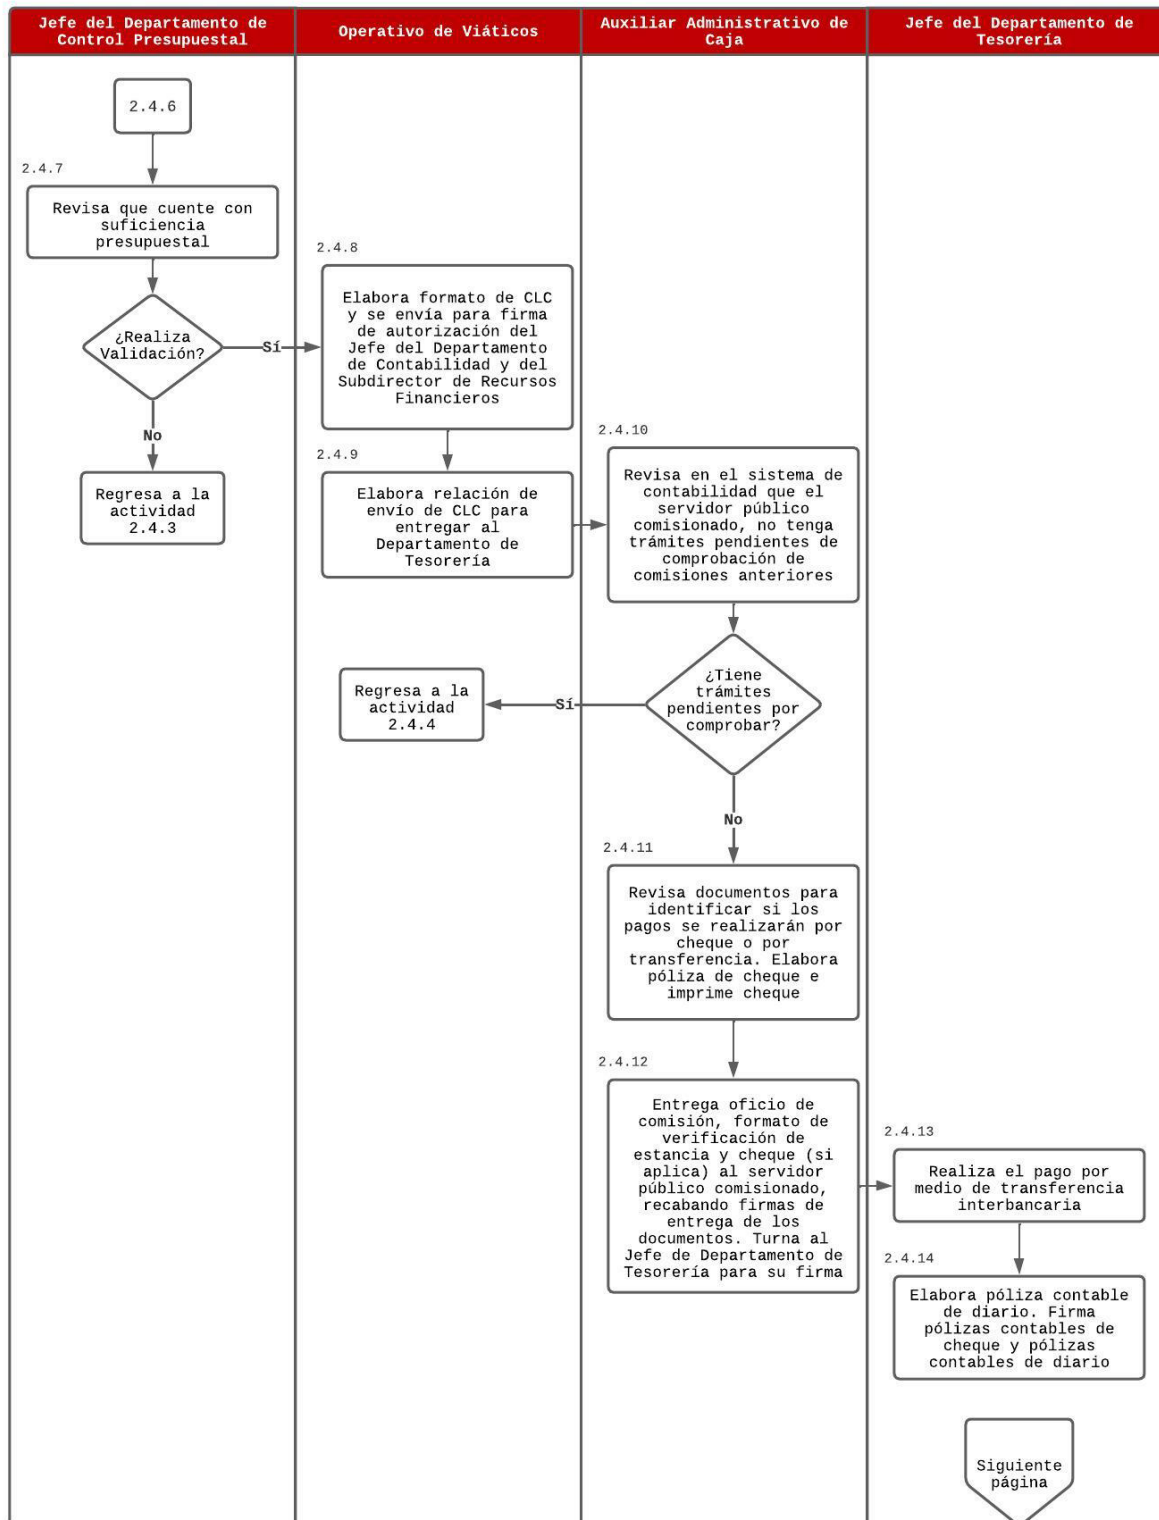 Jefe del Departamento de
Control Presupuestal
Operativo de Viáticos
Auxiliar Administrativo de
Caja
Jefe del Departamento de
Tesorería
2.4.6
2.4.7
Revisa que cuente con
suficiencia
presupuestal
¿Realiza
Validación?
Sí
No
Regresa a la
actividad
2.4.3
2.4.8
Elabora formato de CLC
y se envía para firma
de autorización del
Jefe del Departamento
de Contabilidad y del
Subdirector de Recursos
Financieros
2.4.9
Elabora relación de
envío de CLC para
entregar al
Departamento de
Tesorería
2.4.10
Revisa en el sistema de
contabilidad que el
servidor público
comisionado, no tenga
trámites pendientes de
comprobación de
comisiones anteriores
¿Tiene
trámites
pendientes por
comprobar?
Sí
Regresa a la
actividad
2.4.4
No
2.4.11
Revisa documentos para
identificar si los
pagos se realizarán por
cheque o por
transferencia. Elabora
póliza de cheque e
imprime cheque
2.4.12
Entrega oficio de
comisión, formato de
verificación de
estancia y cheque (si
aplica) al servidor
público comisionado,
recabando firmas de
entrega de los
documentos. Turna al
Jefe de Departamento de
Tesorería para su firma
2.4.13
Realiza el pago por
medio de transferencia
interbancaria
2.4.14
Elabora póliza contable
de diario. Firma
pólizas contables de
cheque y pólizas
contables de diario
Siguiente
página